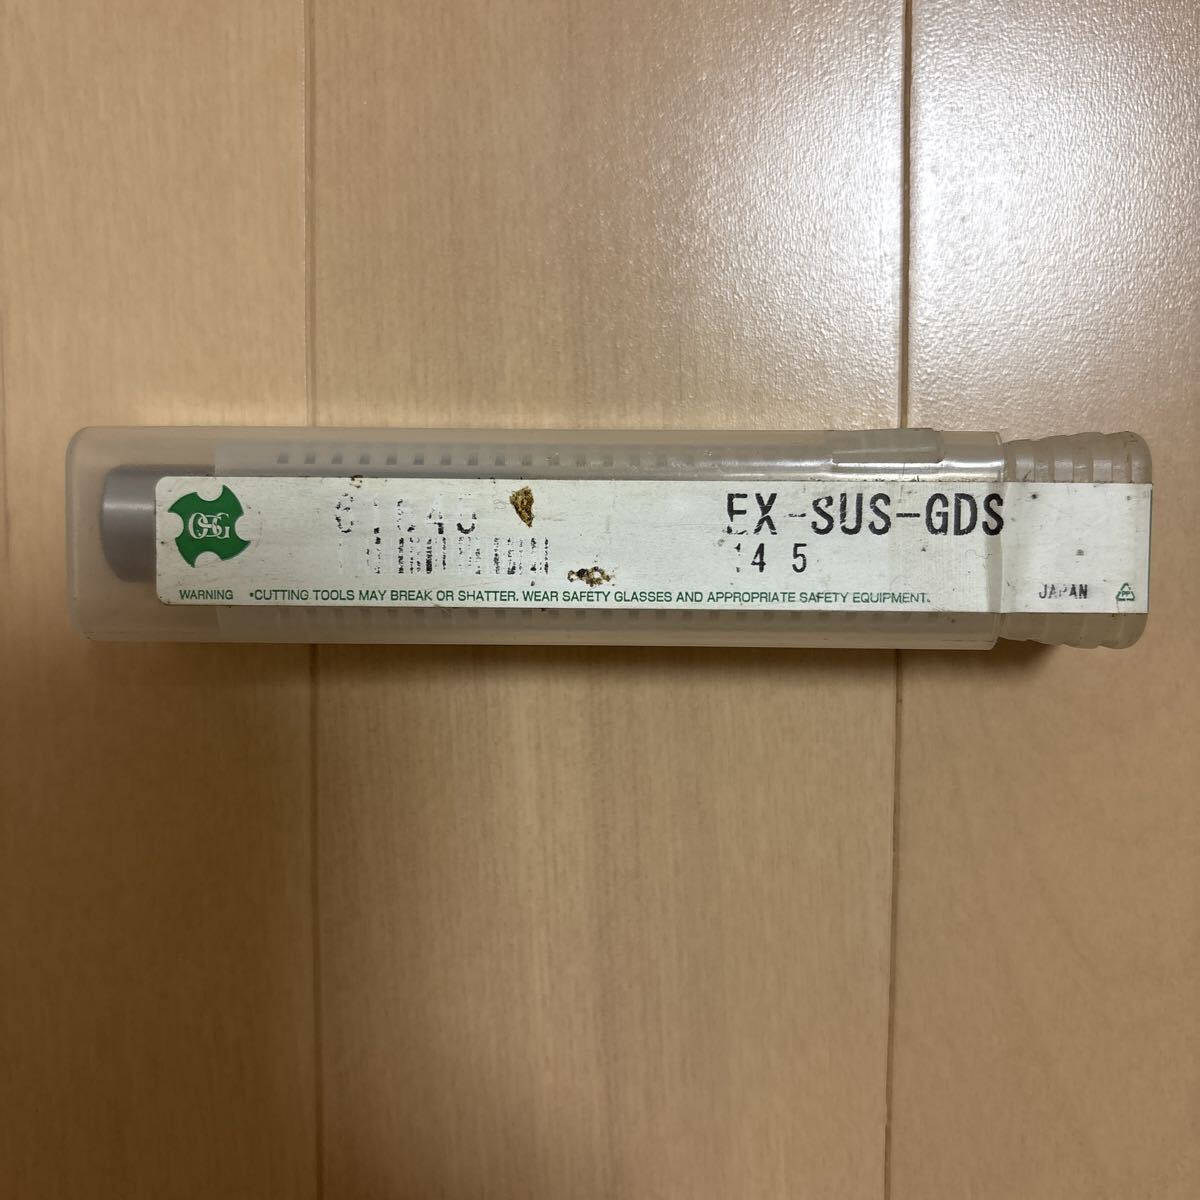 OSG
EX-SUS-GDS
14 5
WARNING •CUTTING TOOLS MAY BREAK OR SHATTER. WEAR SAFETY GLASSES AND APPROPRIATE SAFETY EQUIPMENT.
JAPAN
PP